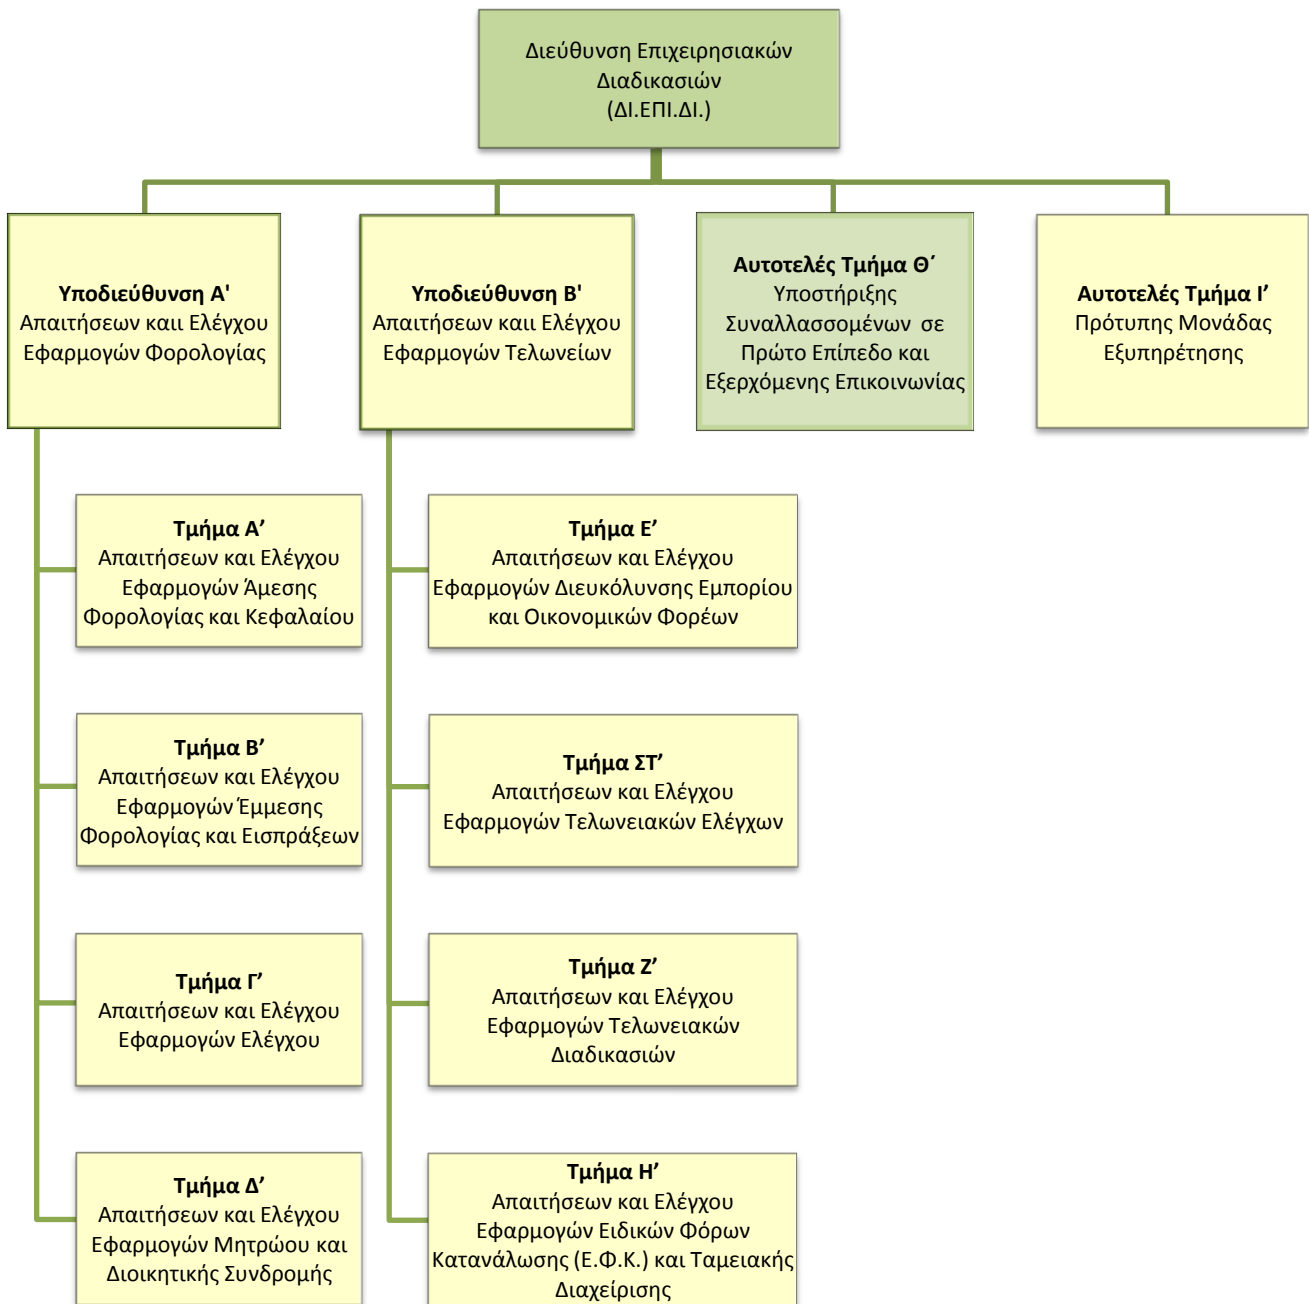 Διεύθυνση Επιχειρησιακών
Διαδικασιών
(ΔΙ.ΕΠΙ.ΔΙ.)
Υποδιεύθυνση Α'
Απαιτήσεων καιι Ελέγχου
Εφαρμογών Φορολογίας
Υποδιεύθυνση Β'
Απαιτήσεων καιι Ελέγχου
Εφαρμογών Τελωνείων
Αυτοτελές Τμήμα Θ΄
Υποστήριξης
Συναλλασσομένων σε
Πρώτο Επίπεδο και
Εξερχόμενης Επικοινωνίας
Αυτοτελές Τμήμα Ι’
Πρότυπης Μονάδας
Εξυπηρέτησης
Τμήμα Α’
Απαιτήσεων και Ελέγχου
Εφαρμογών Άμεσης
Φορολογίας και Κεφαλαίου
Τμήμα Β’
Απαιτήσεων και Ελέγχου
Εφαρμογών Έμμεσης
Φορολογίας και Εισπράξεων
Τμήμα Γ’
Απαιτήσεων και Ελέγχου
Εφαρμογών Ελέγχου
Τμήμα Δ’
Απαιτήσεων και Ελέγχου
Εφαρμογών Μητρώου και
Διοικητικής Συνδρομής
Τμήμα Ε’
Απαιτήσεων και Ελέγχου
Εφαρμογών Διευκόλυνσης Εμπορίου
και Οικονομικών Φορέων
Τμήμα ΣΤ’
Απαιτήσεων και Ελέγχου
Εφαρμογών Τελωνειακών Ελέγχων
Τμήμα Ζ’
Απαιτήσεων και Ελέγχου
Εφαρμογών Τελωνειακών
Διαδικασιών
Τμήμα Η’
Απαιτήσεων και Ελέγχου
Εφαρμογών Ειδικών Φόρων
Κατανάλωσης (Ε.Φ.Κ.) και Ταμειακής
Διαχείρισης